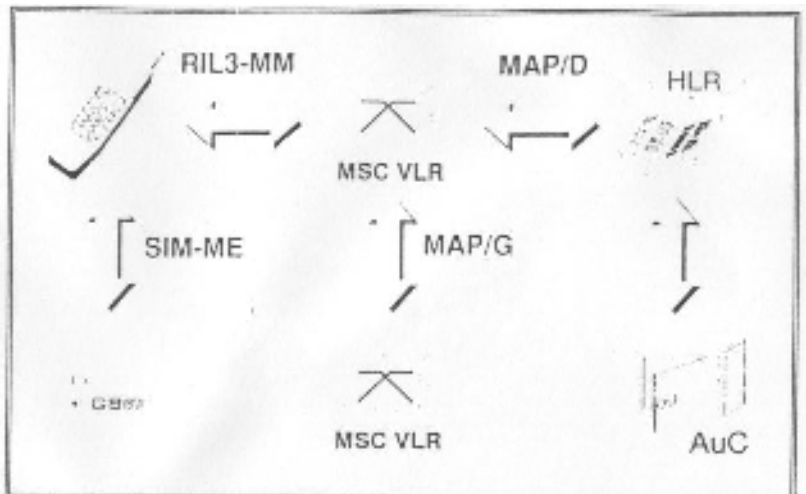 RIL3-MM
MAP/D
HLR
MSC VLR
SIM-ME
MAP/G
MSC VLR
AuC